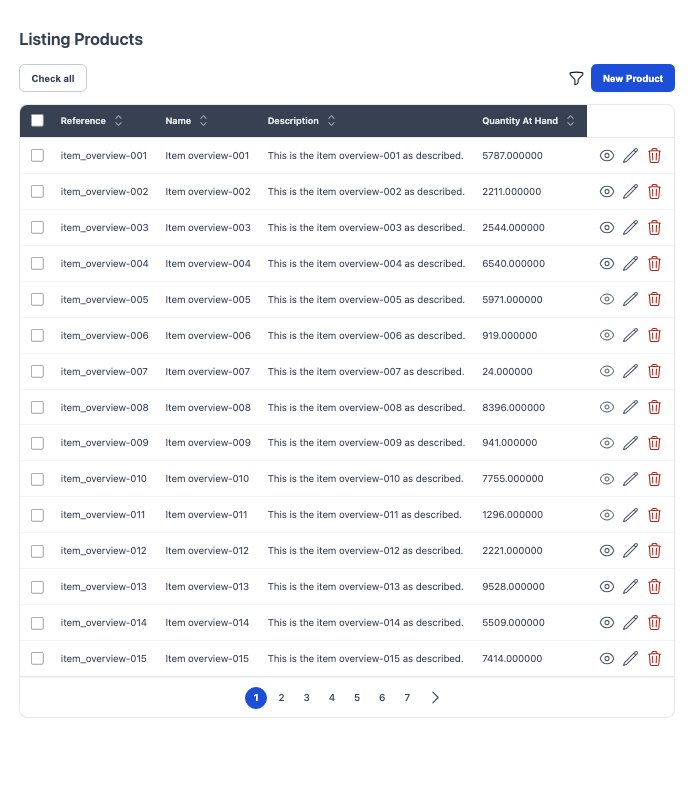 Listing Products
Check all
New Product
Reference Name Description Quantity At Hand
item_overview-001 Item overview-001 This is the item overview-001 as described. 5787.000000
item_overview-002 Item overview-002 This is the item overview-002 as described. 2211.000000
item_overview-003 Item overview-003 This is the item overview-003 as described. 2544.000000
item_overview-004 Item overview-004 This is the item overview-004 as described. 6540.000000
item_overview-005 Item overview-005 This is the item overview-005 as described. 5971.000000
item_overview-006 Item overview-006 This is the item overview-006 as described. 919.000000
item_overview-007 Item overview-007 This is the item overview-007 as described. 24.000000
item_overview-008 Item overview-008 This is the item overview-008 as described. 8396.000000
item_overview-009 Item overview-009 This is the item overview-009 as described. 941.000000
item_overview-010 Item overview-010 This is the item overview-010 as described. 7755.000000
item_overview-011 Item overview-011 This is the item overview-011 as described. 1296.000000
item_overview-012 Item overview-012 This is the item overview-012 as described. 2221.000000
item_overview-013 Item overview-013 This is the item overview-013 as described. 9528.000000
item_overview-014 Item overview-014 This is the item overview-014 as described. 5509.000000
item_overview-015 Item overview-015 This is the item overview-015 as described. 7414.000000
1 2 3 4 5 6 7